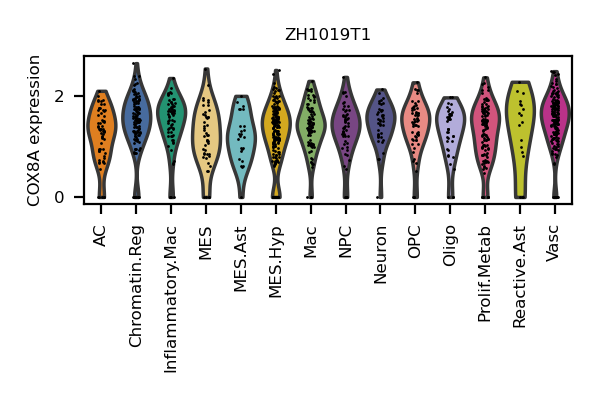 ZH1019T1
COX8A expression
2
0
AC
Chromatin.Reg
Inflammatory.Mac
MES
MES.Ast
MES.Hyp
Mac
NPC
Neuron
OPC
Oligo
Prolif.Metab
Reactive.Ast
Vasc